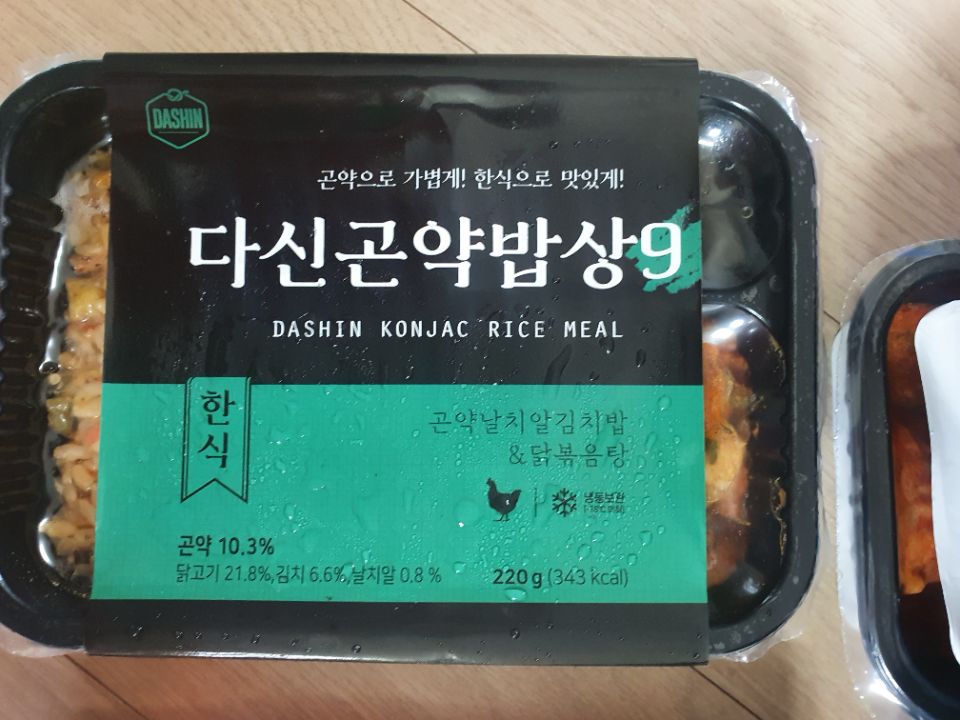 DASHIN
곤약으로 가볍게! 한식으로 맛있게!
다신곤약밥상9
DASHIN KONJAC RICE MEAL
한식
곤약날치알김치밥
&닭볶음탕
냉동보관
곤약 10.3%
닭고기 21.8%,김치 6.6%,날치알 0.8 %
220g (343 kcal)